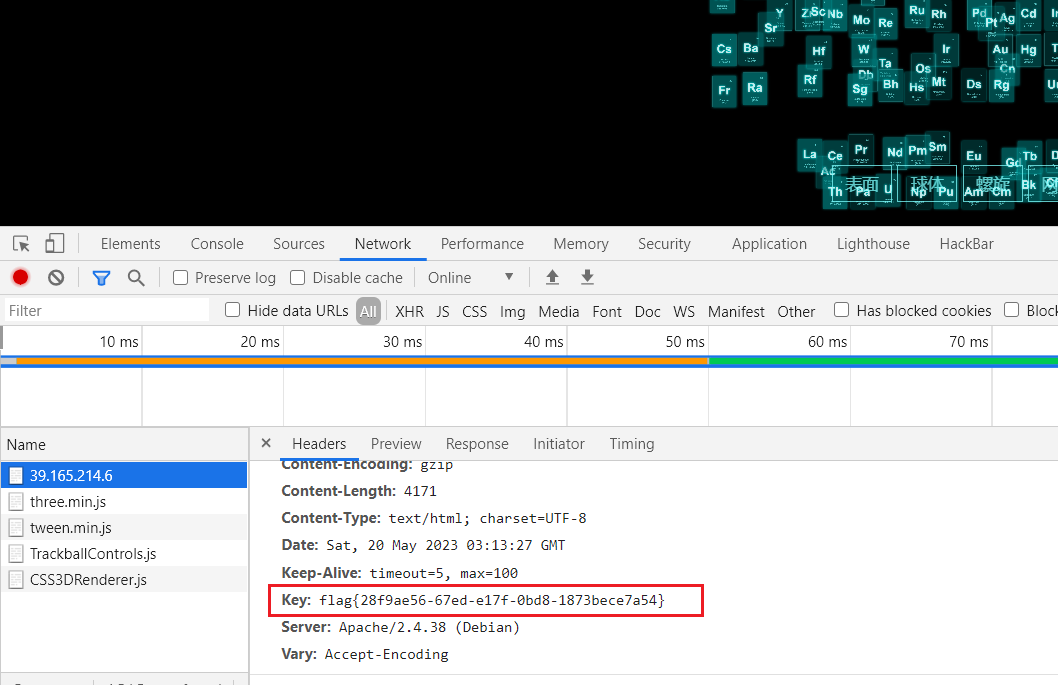 Y Zr Sc Nb Mo Re Ru Rh Pd Pt Ag Cd
Sr
Cs Ba Hf W Ta Ir Os Au Hg Cn
Fr Ra Rf Db Sg Bh Hs Mt Ds Rg
La Ce Pr Nd Pm Sm Eu Gd Tb
Ac Th Pa U Np Pu Am Cm Bk
表面 球体 螺旋 网
Elements Console Sources Network Performance Memory Security Application Lighthouse HackBar
Preserve log Disable cache Online
Filter Hide data URLs All XHR JS CSS Img Media Font Doc WS Manifest Other Has blocked cookies Bloc
10 ms 20 ms 30 ms 40 ms 50 ms 60 ms 70 ms
Name
39.165.214.6
three.min.js
tween.min.js
TrackballControls.js
CSS3DRenderer.js
× Headers Preview Response Initiator Timing
Content-Encoding: gzip
Content-Length: 4171
Content-Type: text/html; charset=UTF-8
Date: Sat, 20 May 2023 03:13:27 GMT
Keep-Alive: timeout=5, max=100
Key: flag{28f9ae56-67ed-e17f-0bd8-1873bece7a54}
Server: Apache/2.4.38 (Debian)
Vary: Accept-Encoding